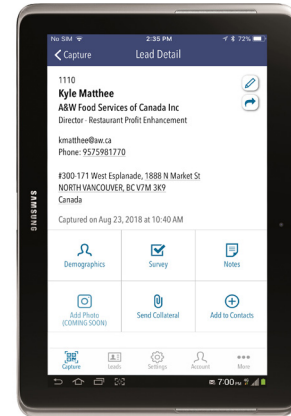 No SIM 2:35 PM 72%
Capture Lead Detail
1110
Kyle Matthee
A&W Food Services of Canada Inc
Director - Restaurant Profit Enhancement
kmatthee@aw.ca
Phone: 9575981770
#300-171 West Esplanade, 1888 N Market St
NORTH VANCOUVER, BC V7M 3K9
Canada
Captured on Aug 23, 2018 at 10:40 AM
SAMSUNG
Demographics Survey Notes
Add Photo Send Collateral Add to Contacts
(COMING SOON)
Capture Leads Settings Account More
7:00 PM